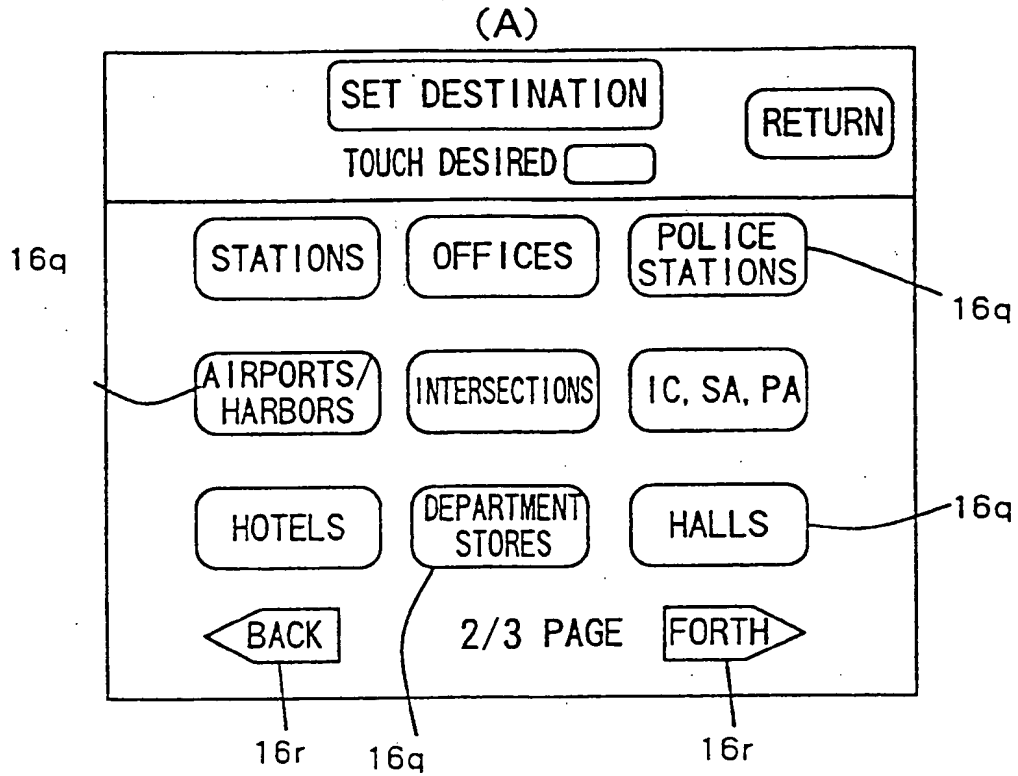 (A)
SET DESTINATION
RETURN
TOUCH DESIRED
STATIONS
OFFICES
POLICE
STATIONS
16q
16q
AIRPORTS/
HARBORS
INTERSECTIONS
IC, SA, PA
HOTELS
DEPARTMENT
STORES
HALLS
16q
BACK
2/3 PAGE
FORTH
16r
16q
16r